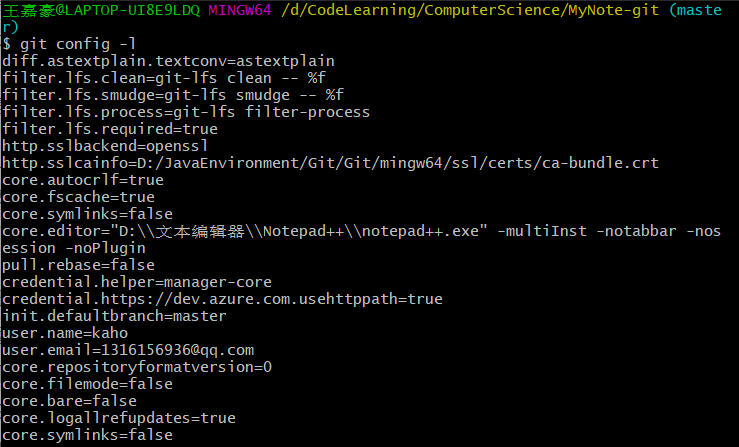 王嘉豪@LAPTOP-UI8E9LDQ MINGW64 /d/CodeLearning/ComputerScience/MyNote-git (maste
r)
$ git config -l
diff.astextplain.textconv=astextplain
filter.lfs.clean=git-lfs clean -- %f
filter.lfs.smudge=git-lfs smudge -- %f
filter.lfs.process=git-lfs filter-process
filter.lfs.required=true
http.sslbackend=openssl
http.sslcainfo=D:/JavaEnvironment/Git/Git/mingw64/ssl/certs/ca-bundle.crt
core.autocrlf=true
core.fscache=true
core.symlinks=false
core.editor="D:\\文本编辑器\\Notepad++\\notepad++.exe" -multiInst -notabbar -nos
ession -noPlugin
pull.rebase=false
credential.helper=manager-core
credential.https://dev.azure.com.usehttppath=true
init.defaultbranch=master
user.name=kaho
user.email=1316156936@qq.com
core.repositoryformatversion=0
core.filemode=false
core.bare=false
core.logallrefupdates=true
core.symlinks=false